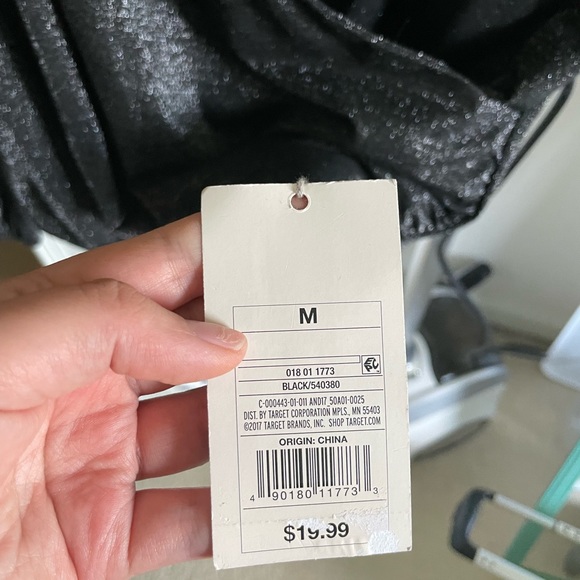 M
018 01 1773
BLACK/540380
C-000443-01-011 AND17_50A01-0025
DIST. BY TARGET CORPORATION MPLS., MN 55403
©2017 TARGET BRANDS, INC. SHOP TARGET.COM
ORIGIN: CHINA
4 90180 11773 3
$19.99